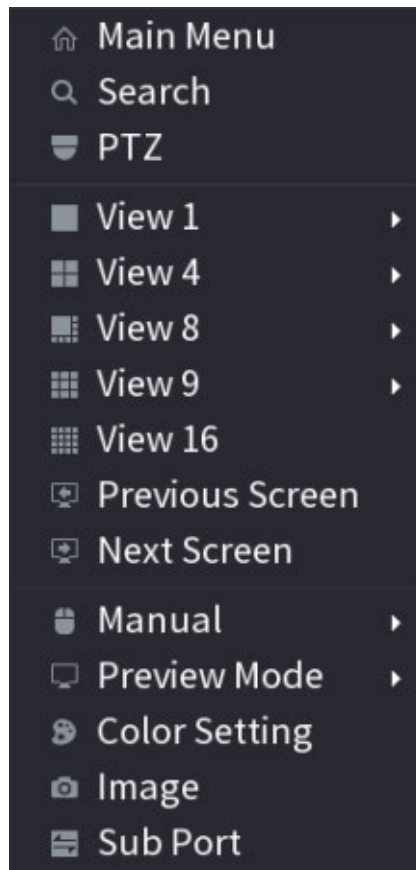 Main Menu
Search
PTZ
View 1
View 4
View 8
View 9
View 16
Previous Screen
Next Screen
Manual
Preview Mode
Color Setting
Image
Sub Port